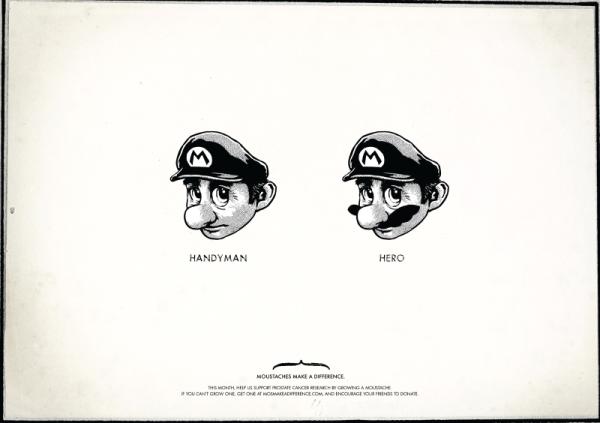 M
M
HANDYMAN
HERO
MOUSTACHES MAKE A DIFFERENCE.
THIS MONTH, HELP US SUPPORT PROSTATE CANCER RESEARCH BY GROWING A MOUSTACHE
IF YOU CAN'T GROW ONE, GET ONE AT MOSMAKEADIFFERENCE.COM, AND ENCOURAGE YOUR FRIENDS TO DONATE.